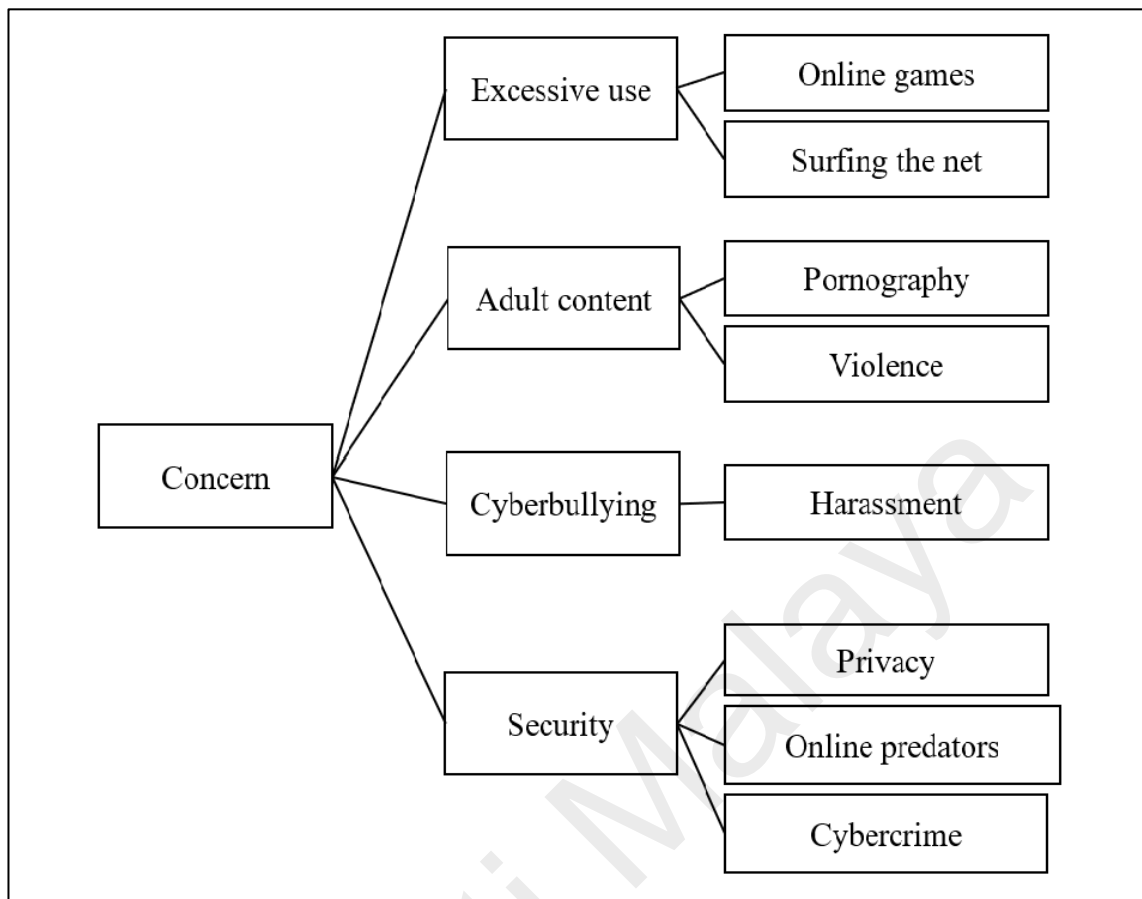 Concern
Excessive use
Online games
Surfing the net
Adult content
Pornography
Violence
Cyberbullying
Harassment
Security
Privacy
Online predators
Cybercrime
Malaya